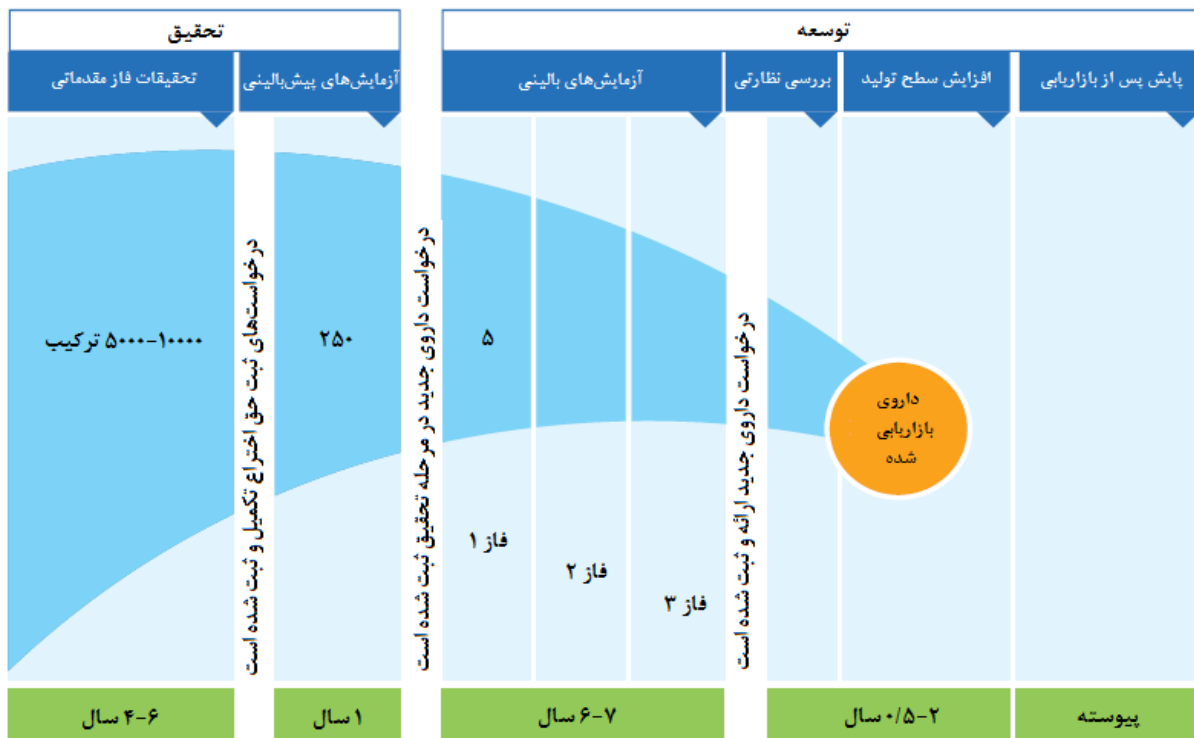 تحقیق
توسعه
تحقیقات فاز مقدماتی
آزمایش‌های پیش‌بالینی
آزمایش‌های بالینی
بررسی نظارتی
افزایش سطح تولید
پایش پس از بازاریابی
۵۰۰۰-۱۰۰۰۰ ترکیب
درخواست‌های ثبت حق اختراع تکمیل و ثبت شده است
۲۵۰
درخواست داروی جدید در مرحله تحقیق ثبت شده است
۵
فاز ۱
فاز ۲
فاز ۳
درخواست داروی جدید ارائه و ثبت شده است
داروی
بازاریابی
شده
۴-۶ سال
۱ سال
۶-۷ سال
۰/۵-۲ سال
پیوسته